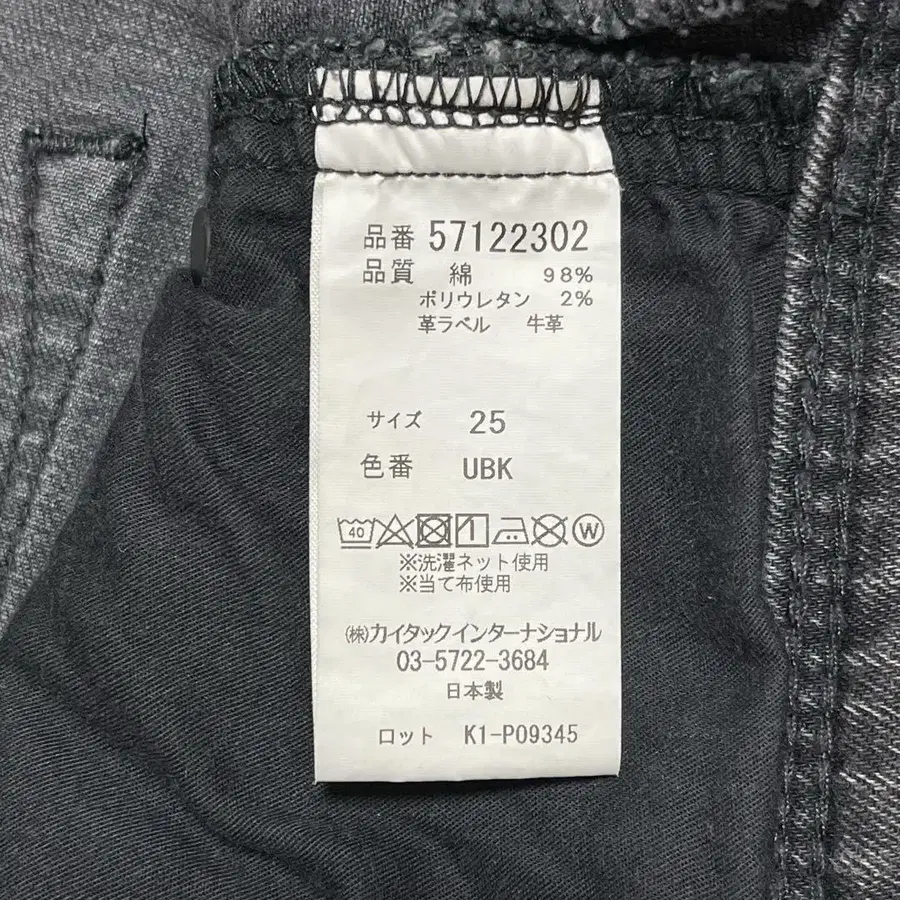 品番 57122302
品質 綿 98%
ポリウレタン 2%
革ラベル 牛革
サイズ 25
色番 UBK
40 1 W
※洗濯ネット使用
※当て布使用
㈱カイタックインターナショナル
03-5722-3684
日本製
ロット K1-P09345